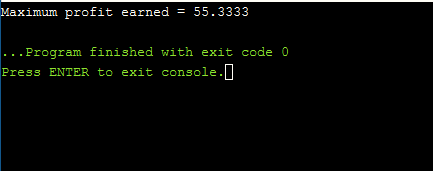 Maximum profit earned = 55.3333
...Program finished with exit code 0
Press ENTER to exit console.